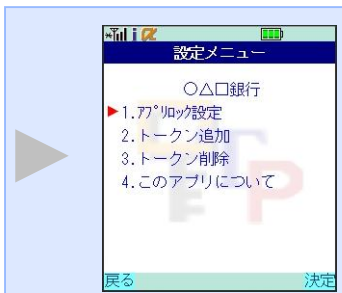 設定メニュー
○△□銀行
1.アプリロック設定
2.トークン追加
3.トークン削除
4.このアプリについて
戻る 決定